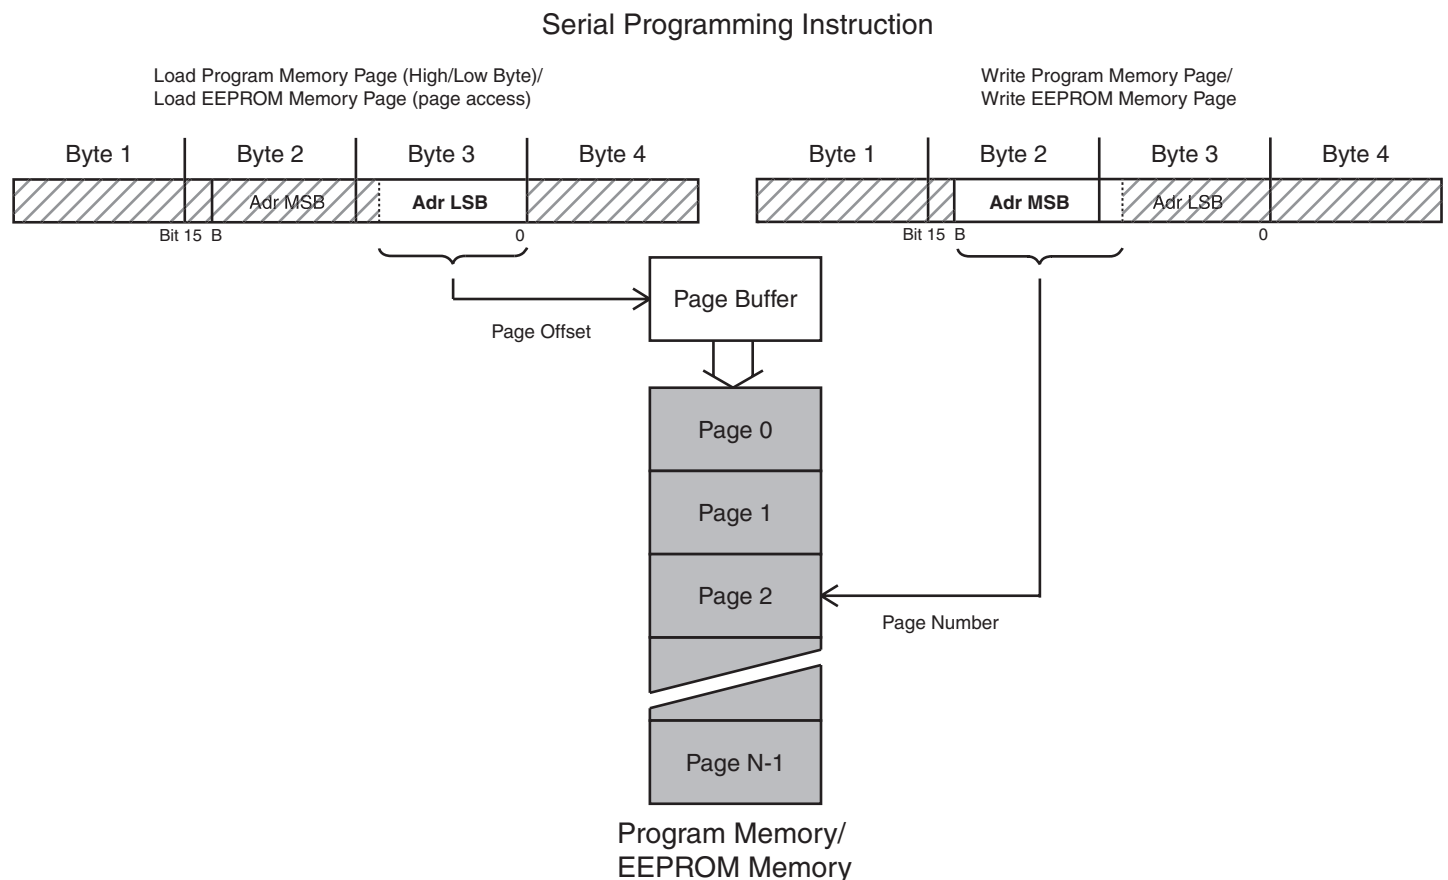 Serial Programming Instruction
Load Program Memory Page (High/Low Byte)/
Load EEPROM Memory Page (page access)
Byte 1 Byte 2 Byte 3 Byte 4
Adr MSB Adr LSB
Bit 15 B 0
Write Program Memory Page/
Write EEPROM Memory Page
Byte 1 Byte 2 Byte 3 Byte 4
Adr MSB Adr LSB
Bit 15 B 0
Page Offset
Page Buffer
Page 0
Page 1
Page 2
Page Number
Page N-1
Program Memory/
EEPROM Memory